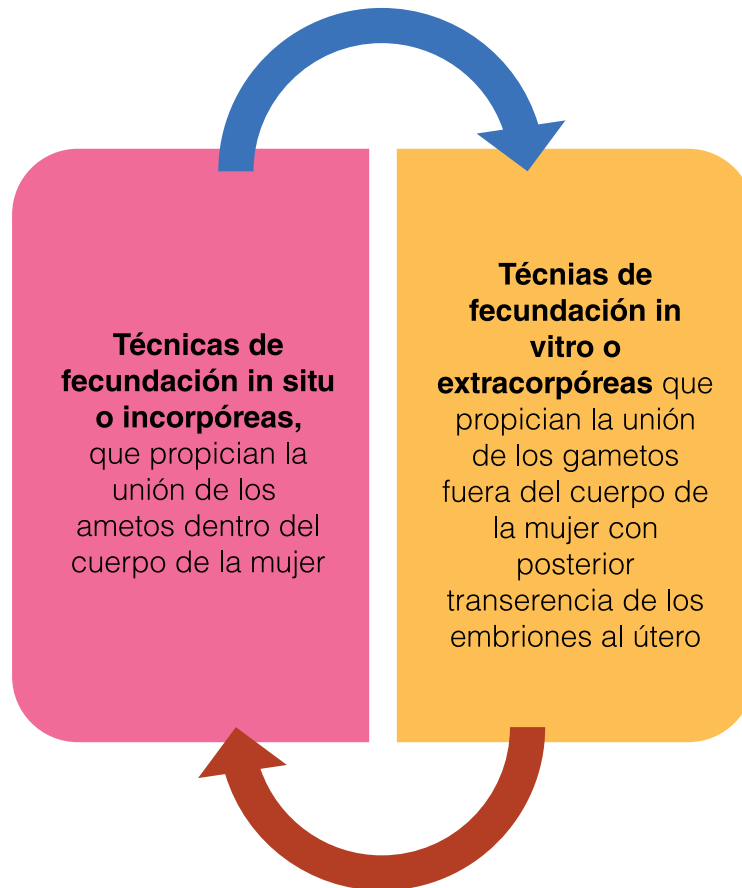 Técnicas de
fecundación in situ
o incorpóreas,
que propician la
unión de los
ametos dentro del
cuerpo de la mujer
Técnias de
fecundación in
vitro o
extracorpóreas que
propician la unión
de los gametos
fuera del cuerpo de
la mujer con
posterior
transerencia de los
embriones al útero